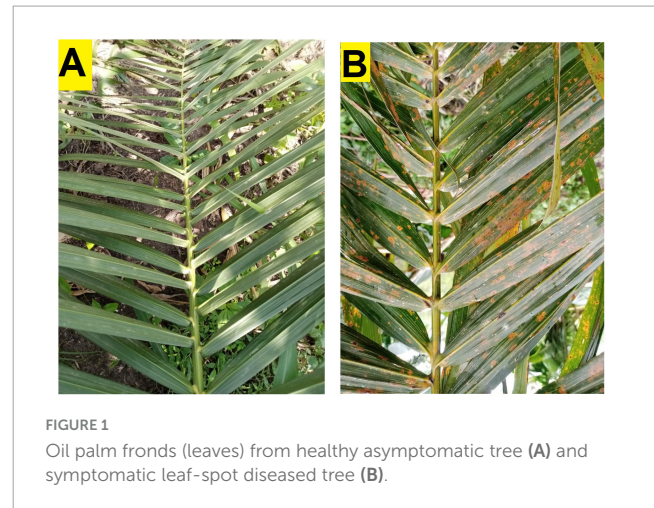 A
B
FIGURE 1
Oil palm fronds (leaves) from healthy asymptomatic tree (A) and
symptomatic leaf-spot diseased tree (B).